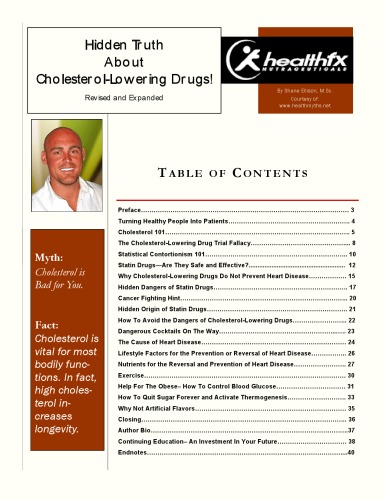 Hidden Truth
About
Cholesterol-Lowering Drugs!
Revised and Expanded
healthfx
NUTRACEUTICALS
By Shane Ellison, M.Sc.
Courtesy of:
www.healthmyths.net
TABLE OF CONTENTS
Preface 3
Turning Healthy People Into Patients 4
Cholesterol 101 5
The Cholesterol-Lowering Drug Trial Fallacy 8
Statistical Contortionism 101 10
Statin Drugs—Are They Safe and Effective? 12
Why Cholesterol-Lowering Drugs Do Not Prevent Heart Disease 15
Hidden Dangers of Statin Drugs 17
Cancer Fighting Hint 20
Hidden Origin of Statin Drugs 21
How To Avoid the Dangers of Cholesterol-Lowering Drugs 22
Dangerous Cocktails On The Way 23
The Cause of Heart Disease 24
Lifestyle Factors for the Prevention or Reversal of Heart Disease 26
Nutrients for the Reversal and Prevention of Heart Disease 27
Exercise 30
Help For The Obese– How To Control Blood Glucose 31
How To Quit Sugar Forever and Activate Thermogenesis 33
Why Not Artificial Flavors 35
Closing 36
Author Bio 37
Continuing Education– An Investment In Your Future 38
Endnotes 40
Myth:
Cholesterol is
Bad for You.
Fact:
Cholesterol is
vital for most
bodily func-
tions. In fact,
high choles-
terol in-
creases
longevity.